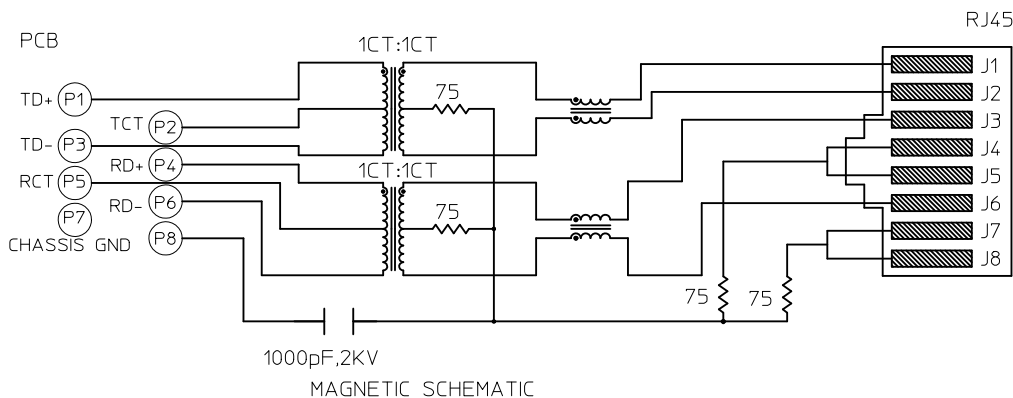 RJ45
PCB
1CT:1CT
J1
75
J2
TD+ P1
TCT P2
J3
TD- P3
J4
RD+ P4
1CT:1CT
RCT P5
J5
RD- P6
J6
75
P7
CHASSIS GND P8
J7
J8
75
75
1000pF,2KV
MAGNETIC SCHEMATIC